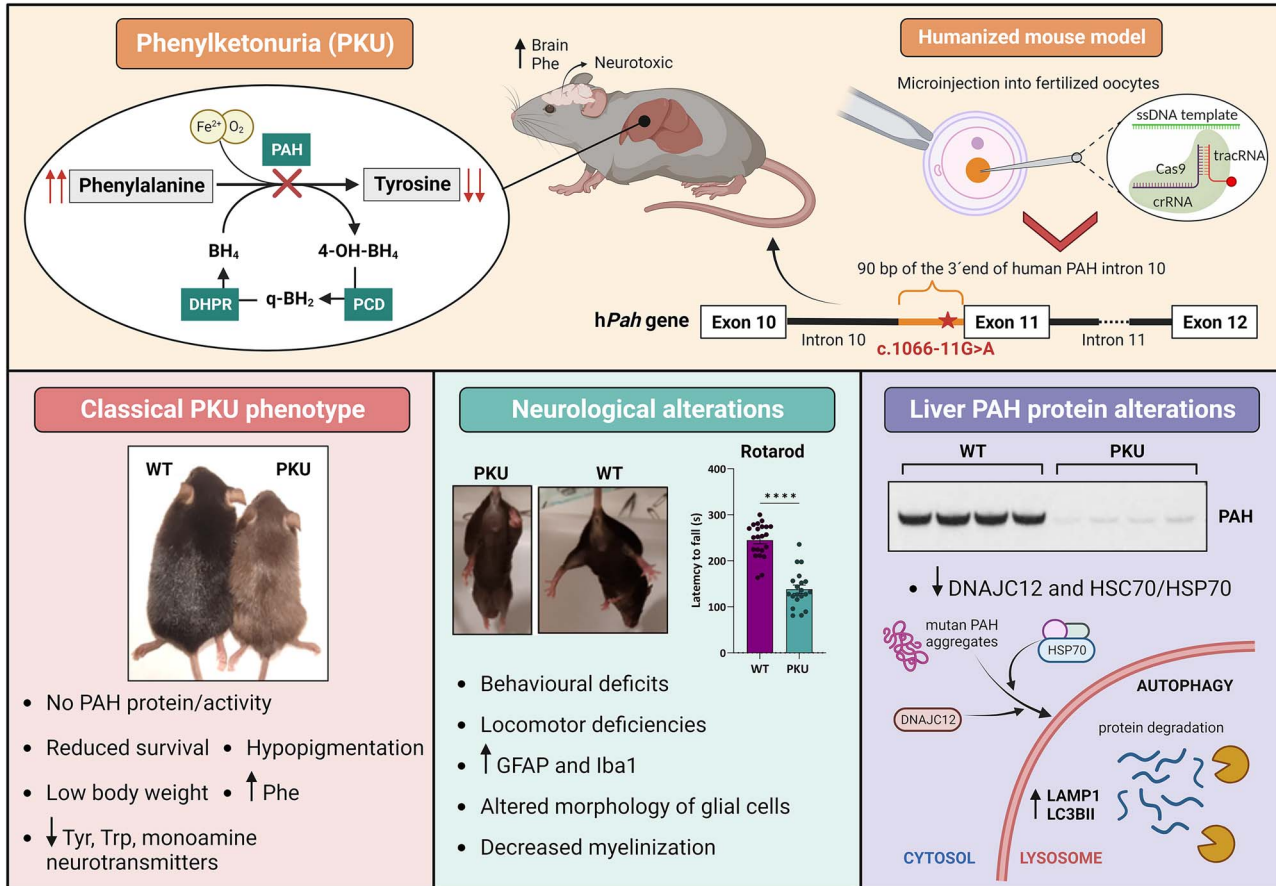 Phenylketonuria (PKU)
Fe²⁺
O₂
PAH
Phenylalanine
Tyrosine
BH₄
4-OH-BH₄
DHPR
q-BH₂
PCD
↑ Brain
Phe
Neurotoxic
Humanized mouse model
Microinjection into fertilized oocytes
ssDNA template
Cas9
tracRNA
crRNA
90 bp of the 3´end of human PAH intron 10
hPah gene
Exon 10
Intron 10
c.1066-11G>A
Exon 11
Intron 11
Exon 12
Classical PKU phenotype
WT
PKU
• No PAH protein/activity
• Reduced survival • Hypopigmentation
• Low body weight • ↑ Phe
• ↓ Tyr, Trp, monoamine
neurotransmitters
Neurological alterations
PKU
WT
Rotarod
Latemcy to fall (s)
400
300
200
100
0
****
WT
PKU
• Behavioural deficits
• Locomotor deficiencies
• ↑ GFAP and Iba1
• Altered morphology of glial cells
• Decreased myelinization
Liver PAH protein alterations
WT
PKU
PAH
• ↓ DNAJC12 and HSC70/HSP70
mutan PAH
aggregates
HSP70
DNAJC12
AUTOPHAGY
protein degradation
↑ LAMP1
LC3BII
CYTOSOL
LYSOSOME